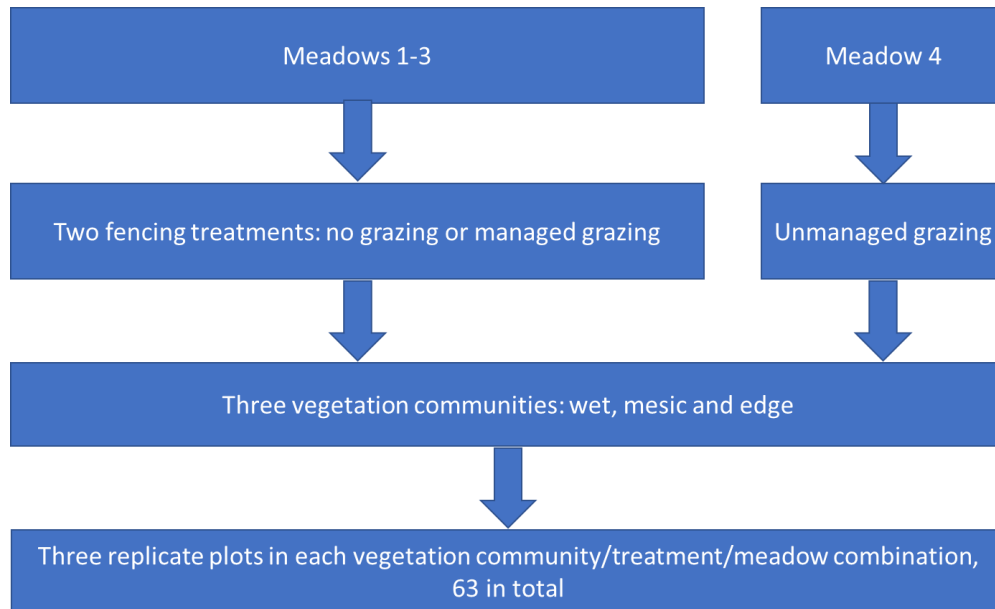 Meadows 1-3
Meadow 4
Two fencing treatments: no grazing or managed grazing
Unmanaged grazing
Three vegetation communities: wet, mesic and edge
Three replicate plots in each vegetation community/treatment/meadow combination,
63 in total